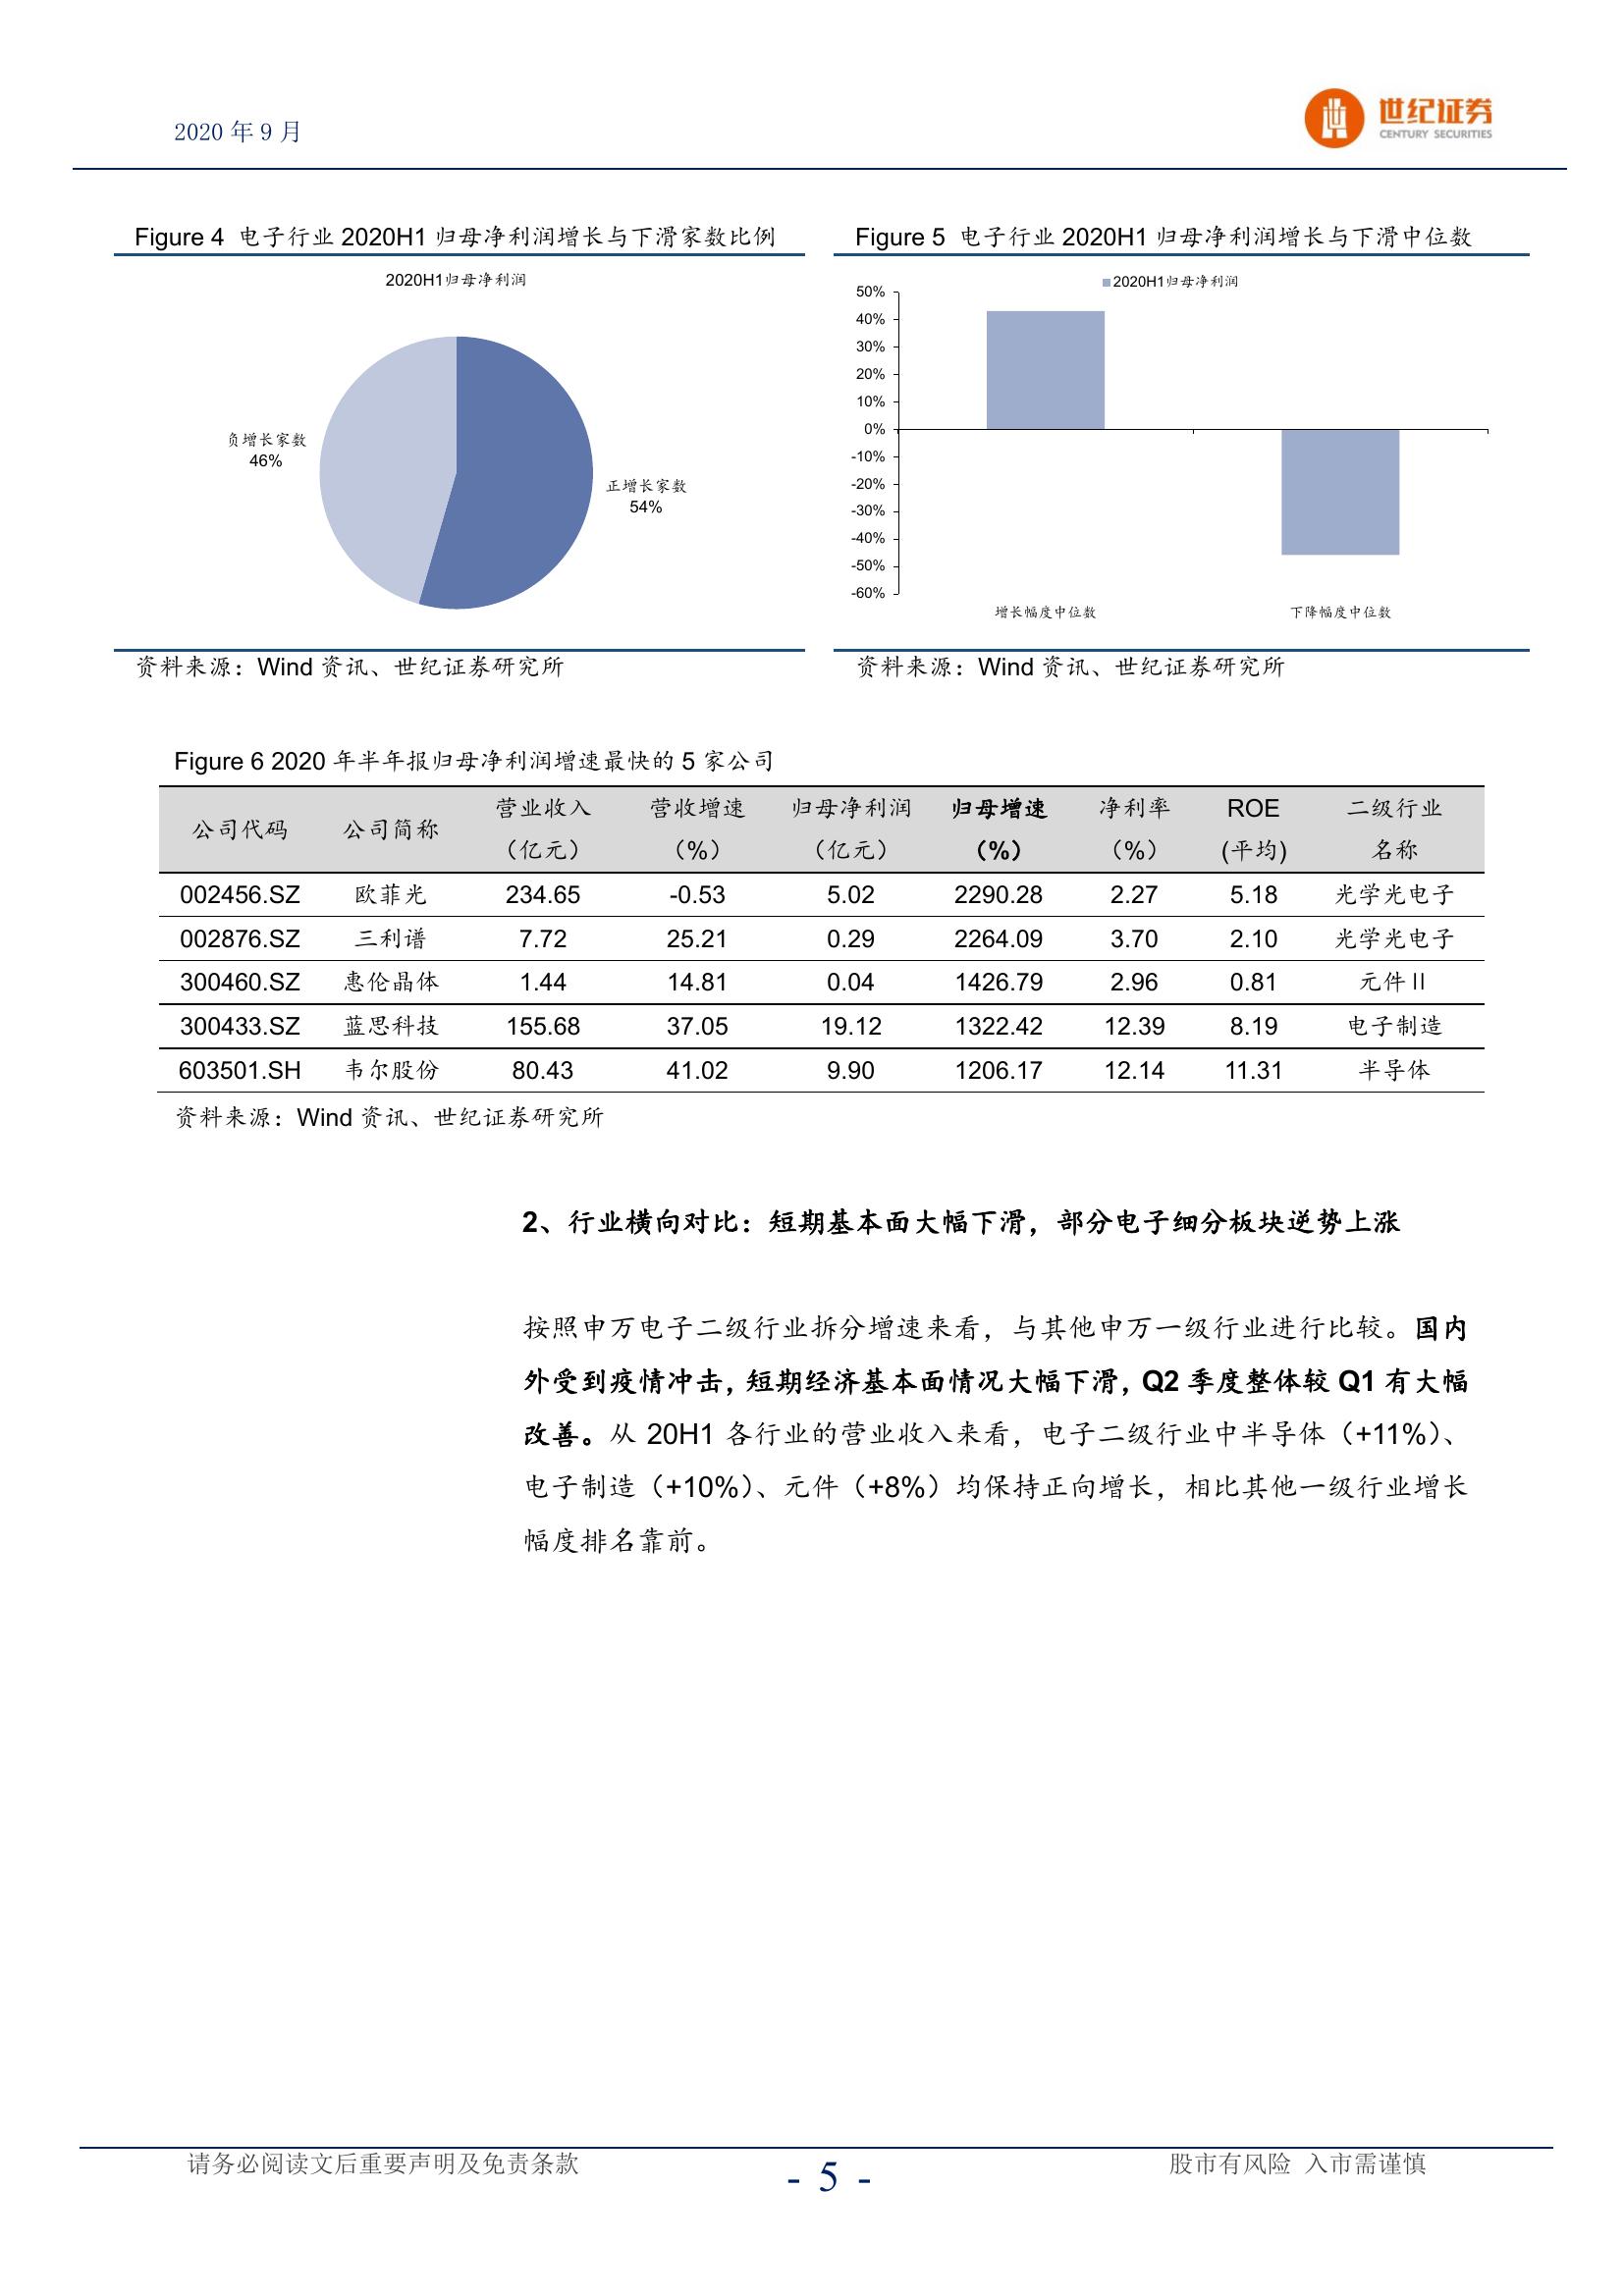 2020 年 9 月
世纪证券
CENTURY SECURITIES
Figure 4 电子行业 2020H1 归母净利润增长与下滑家数比例
2020H1归母净利润
负增长家数
46%
正增长家数
54%
资料来源：Wind 资讯、世纪证券研究所
Figure 5 电子行业 2020H1 归母净利润增长与下滑中位数
2020H1归母净利润
50%
40%
30%
20%
10%
0%
-10%
-20%
-30%
-40%
-50%
-60%
增长幅度中位数 下降幅度中位数
资料来源：Wind 资讯、世纪证券研究所
Figure 6 2020 年半年报归母净利润增速最快的 5 家公司
公司代码 公司简称 营业收入（亿元） 营收增速（%） 归母净利润（亿元） 归母增速（%） 净利率（%） ROE (平均) 二级行业名称
002456.SZ 欧菲光 234.65 -0.53 5.02 2290.28 2.27 5.18 光学光电子
002876.SZ 三利谱 7.72 25.21 0.29 2264.09 3.70 2.10 光学光电子
300460.SZ 惠伦晶体 1.44 14.81 0.04 1426.79 2.96 0.81 元件Ⅱ
300433.SZ 蓝思科技 155.68 37.05 19.12 1322.42 12.39 8.19 电子制造
603501.SH 韦尔股份 80.43 41.02 9.90 1206.17 12.14 11.31 半导体
资料来源：Wind 资讯、世纪证券研究所
2、行业横向对比：短期基本面大幅下滑，部分电子细分板块逆势上涨
按照申万电子二级行业拆分增速来看，与其他申万一级行业进行比较。国内
外受到疫情冲击，短期经济基本面情况大幅下滑，Q2 季度整体较 Q1 有大幅
改善。从 20H1 各行业的营业收入来看，电子二级行业中半导体（+11%）、
电子制造（+10%）、元件（+8%）均保持正向增长，相比其他一级行业增长
幅度排名靠前。
请务必阅读文后重要声明及免责条款
- 5 -
股市有风险 入市需谨慎